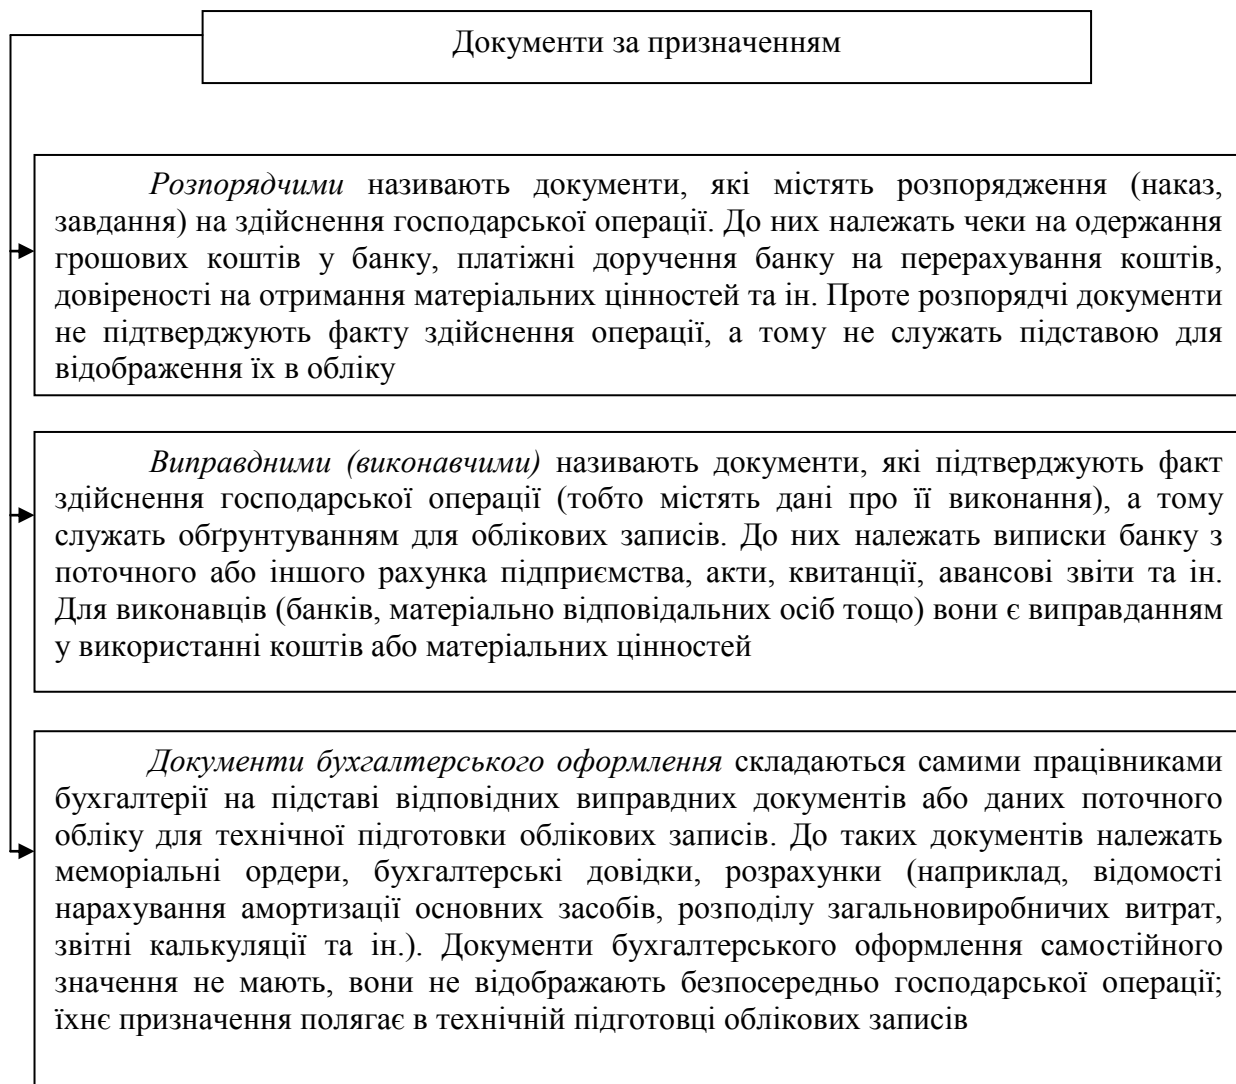 Документи за призначенням
Розпорядчими називають документи, які містять розпорядження (наказ,
завдання) на здійснення господарської операції. До них належать чеки на одержання
грошових коштів у банку, платіжні доручення банку на перерахування коштів,
довіреності на отримання матеріальних цінностей та ін. Проте розпорядчі документи
не підтверджують факту здійснення операції, а тому не служать підставою для
відображення їх в обліку
Виправдними (виконавчими) називають документи, які підтверджують факт
здійснення господарської операції (тобто містять дані про її виконання), а тому
служать обґрунтуванням для облікових записів. До них належать виписки банку з
поточного або іншого рахунка підприємства, акти, квитанції, авансові звіти та ін.
Для виконавців (банків, матеріально відповідальних осіб тощо) вони є виправданням
у використанні коштів або матеріальних цінностей
Документи бухгалтерського оформлення складаються самими працівниками
бухгалтерії на підставі відповідних виправдних документів або даних поточного
обліку для технічної підготовки облікових записів. До таких документів належать
меморіальні ордери, бухгалтерські довідки, розрахунки (наприклад, відомості
нарахування амортизації основних засобів, розподілу загальновиробничих витрат,
звітні калькуляції та ін.). Документи бухгалтерського оформлення самостійного
значення не мають, вони не відображають безпосередньо господарської операції;
їхнє призначення полягає в технічній підготовці облікових записів